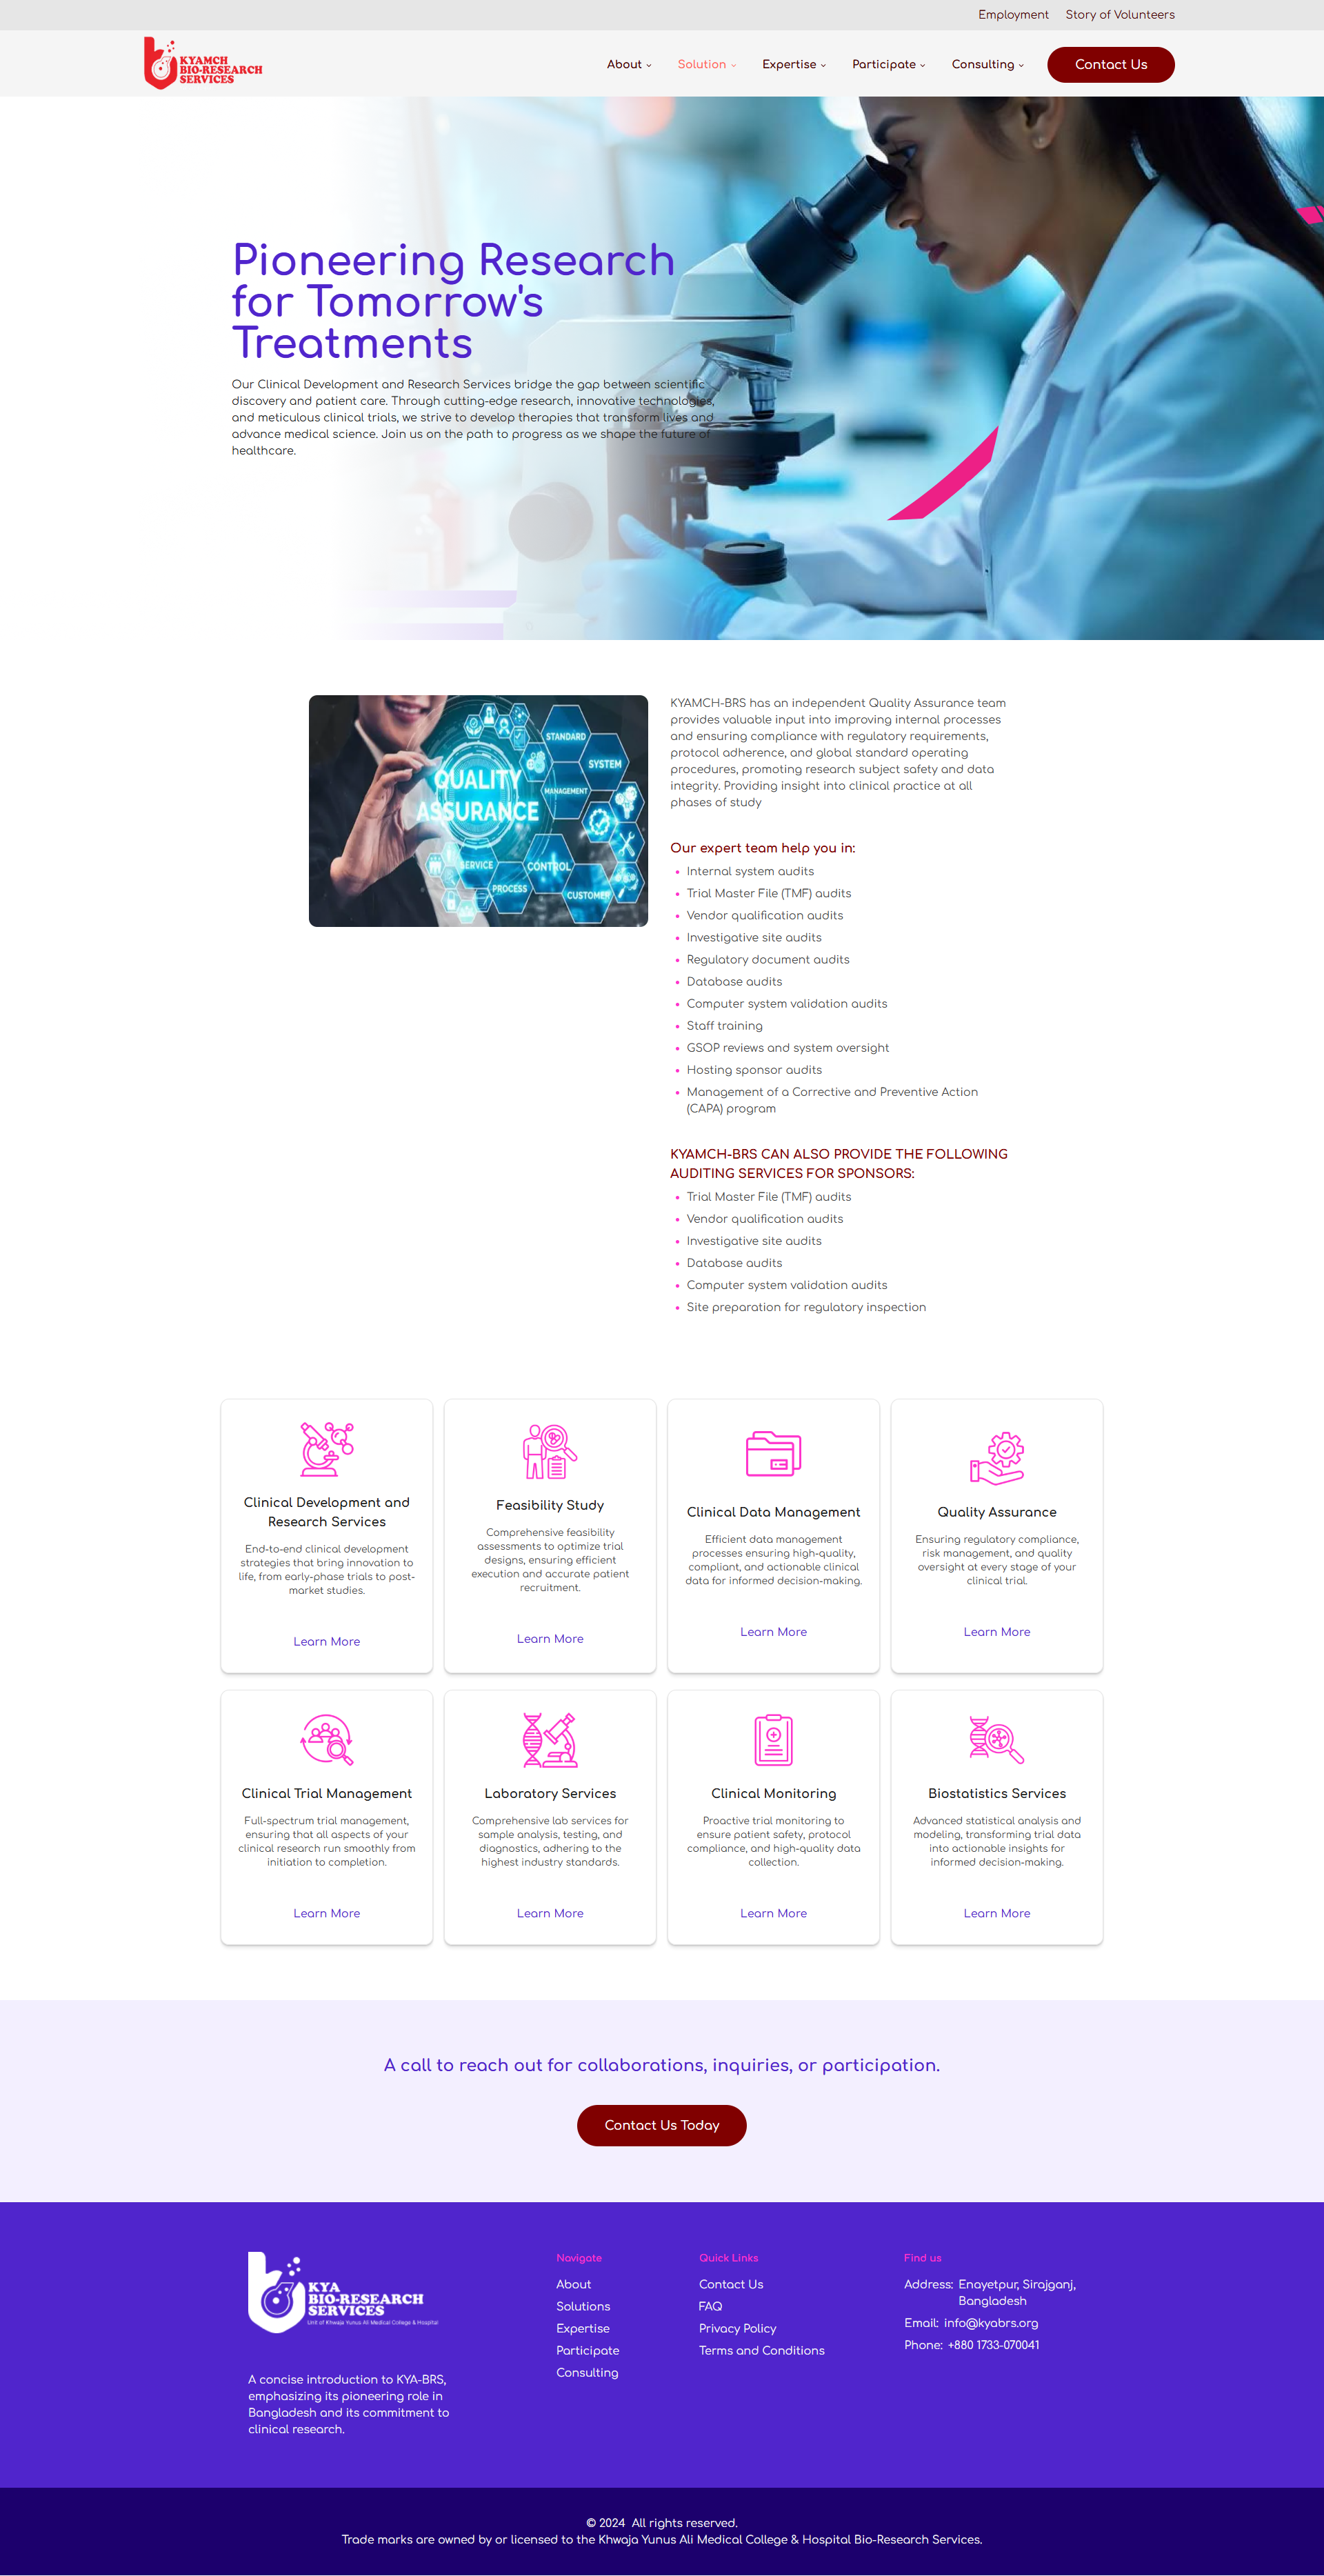 Employment Story of Volunteers
KYAMCH
BIO-RESEARCH
SERVICES
About Solution Expertise Participate Consulting Contact Us
Pioneering Research
for Tomorrow's
Treatments
Our Clinical Development and Research Services bridge the gap between scientific
discovery and patient care. Through cutting-edge research, innovative technologies,
and meticulous clinical trials, we strive to develop therapies that transform lives and
advance medical science. Join us on the path to progress as we shape the future of
healthcare.
QUALITY
ASSURANCE
STANDARD
SYSTEM
MANAGEMENT
SERVICE
CONTROL
PROCESS
CUSTOMER
KYAMCH-BRS has an independent Quality Assurance team
provides valuable input into improving internal processes
and ensuring compliance with regulatory requirements,
protocol adherence, and global standard operating
procedures, promoting research subject safety and data
integrity. Providing insight into clinical practice at all
phases of study
Our expert team help you in:
Internal system audits
Trial Master File (TMF) audits
Vendor qualification audits
Investigative site audits
Regulatory document audits
Database audits
Computer system validation audits
Staff training
GSOP reviews and system oversight
Hosting sponsor audits
Management of a Corrective and Preventive Action
(CAPA) program
KYAMCH-BRS CAN ALSO PROVIDE THE FOLLOWING
AUDITING SERVICES FOR SPONSORS:
Trial Master File (TMF) audits
Vendor qualification audits
Investigative site audits
Database audits
Computer system validation audits
Site preparation for regulatory inspection
Clinical Development and
Research Services
End-to-end clinical development
strategies that bring innovation to
life, from early-phase trials to post-
market studies.
Learn More
Feasibility Study
Comprehensive feasibility
assessments to optimize trial
designs, ensuring efficient
execution and accurate patient
recruitment.
Learn More
Clinical Data Management
Efficient data management
processes ensuring high-quality,
compliant, and actionable clinical
data for informed decision-making.
Learn More
Quality Assurance
Ensuring regulatory compliance,
risk management, and quality
oversight at every stage of your
clinical trial.
Learn More
Clinical Trial Management
Full-spectrum trial management,
ensuring that all aspects of your
clinical research run smoothly from
initiation to completion.
Learn More
Laboratory Services
Comprehensive lab services for
sample analysis, testing, and
diagnostics, adhering to the
highest industry standards.
Learn More
Clinical Monitoring
Proactive trial monitoring to
ensure patient safety, protocol
compliance, and high-quality data
collection.
Learn More
Biostatistics Services
Advanced statistical analysis and
modeling, transforming trial data
into actionable insights for
informed decision-making.
Learn More
A call to reach out for collaborations, inquiries, or participation.
Contact Us Today
KYA
BIO-RESEARCH
SERVICES
Unit of Khwaja Yunus Ali Medical College & Hospital
A concise introduction to KYA-BRS,
emphasizing its pioneering role in
Bangladesh and its commitment to
clinical research.
Navigate
About
Solutions
Expertise
Participate
Consulting
Quick Links
Contact Us
FAQ
Privacy Policy
Terms and Conditions
Find us
Address: Enayetpur, Sirajganj,
Bangladesh
Email: info@kyabrs.org
Phone: +880 1733-070041
© 2024 All rights reserved.
Trade marks are owned by or licensed to the Khwaja Yunus Ali Medical College & Hospital Bio-Research Services.